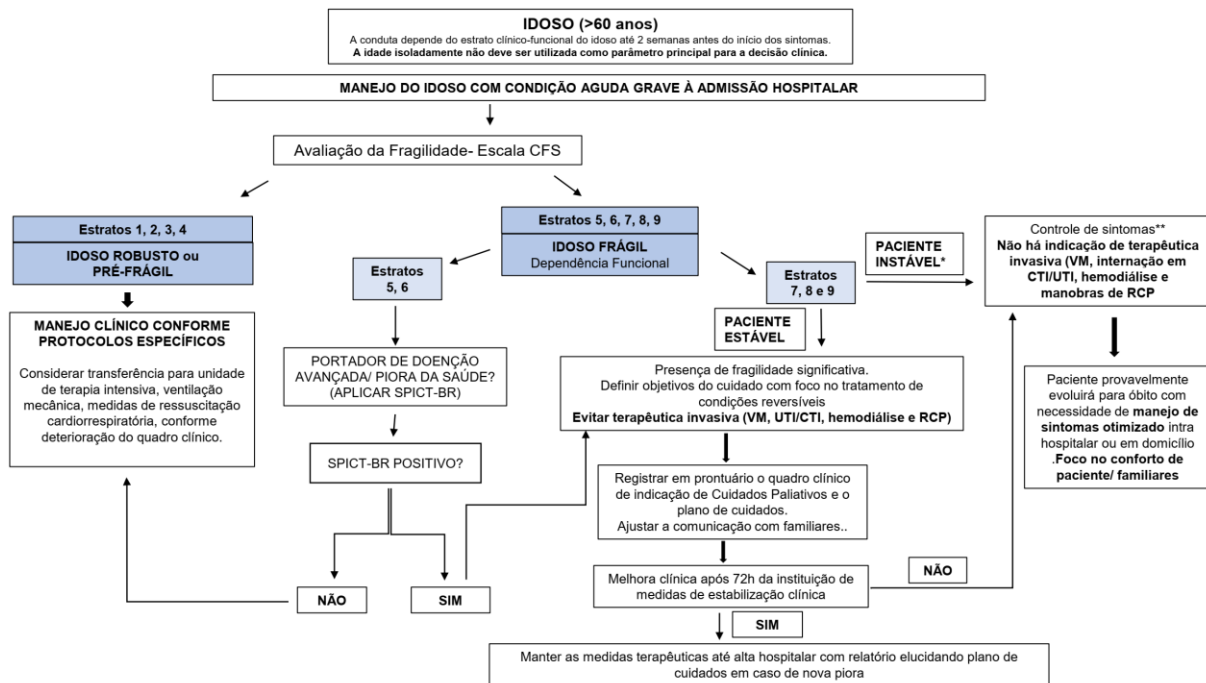 IDOSO (>60 anos)
A conduta depende do estrato clínico-funcional do idoso até 2 semanas antes do início dos sintomas.
A idade isoladamente não deve ser utilizada como parâmetro principal para a decisão clínica.
MANEJO DO IDOSO COM CONDIÇÃO AGUDA GRAVE À ADMISSÃO HOSPITALAR
Avaliação da Fragilidade- Escala CFS
Estratos 1, 2, 3, 4
IDOSO ROBUSTO ou
PRÉ-FRÁGIL
MANEJO CLÍNICO CONFORME
PROTOCOLOS ESPECÍFICOS
Considerar transferência para unidade
de terapia intensiva, ventilação
mecânica, medidas de ressuscitação
cardiorrespiratória, conforme
deterioração do quadro clínico.
Estratos 5, 6, 7, 8, 9
IDOSO FRÁGIL
Dependência Funcional
Estratos
5, 6
PORTADOR DE DOENÇÃO
AVANÇADA/ PIORA DA SAÚDE?
(APLICAR SPICT-BR)
SPICT-BR POSITIVO?
NÃO
SIM
Estratos
7, 8 e 9
PACIENTE
INSTÁVEL*
PACIENTE
ESTÁVEL
Presença de fragilidade significativa.
Definir objetivos do cuidado com foco no tratamento de
condições reversíveis
Evitar terapêutica invasiva (VM, UTI/CTI, hemodiálise e RCP)
Registrar em prontuário o quadro clínico
de indicação de Cuidados Paliativos e o
plano de cuidados.
Ajustar a comunicação com familiares..
Melhora clínica após 72h da instituição de
medidas de estabilização clínica
NÃO
SIM
Manter as medidas terapêuticas até alta hospitalar com relatório elucidando plano de
cuidados em caso de nova piora
Controle de sintomas**
Não há indicação de terapêutica
invasiva (VM, internação em
CTI/UTI, hemodiálise e
manobras de RCP
Paciente provavelmente
evoluirá para óbito com
necessidade de manejo de
sintomas otimizado intra
hospitalar ou em domicílio
.Foco no conforto de
paciente/ familiares